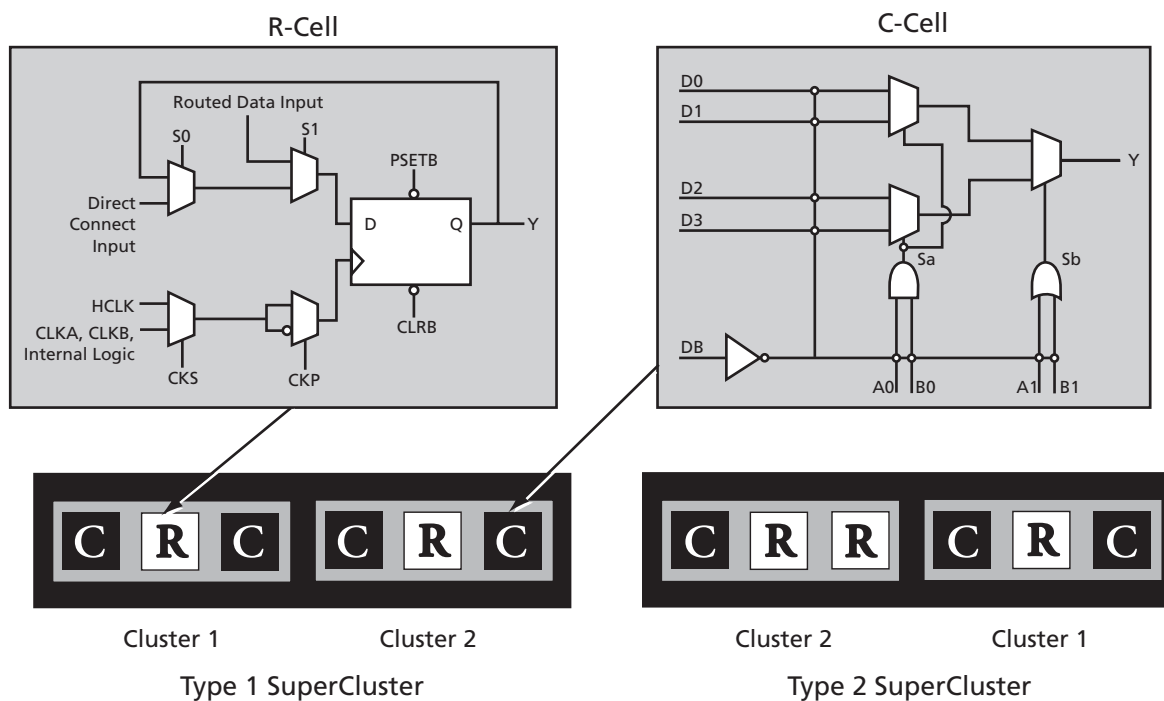 R-Cell
Routed Data Input
S0
S1
PSETB
Direct
Connect
Input
D
Q
Y
HCLK
CLKA, CLKB,
Internal Logic
CKS
CKP
CLRB
C-Cell
D0
D1
D2
D3
Sa
Sb
Y
DB
A0
B0
A1
B1
C R C
C R C
Cluster 1
Cluster 2
Type 1 SuperCluster
C R R
C R C
Cluster 2
Cluster 1
Type 2 SuperCluster